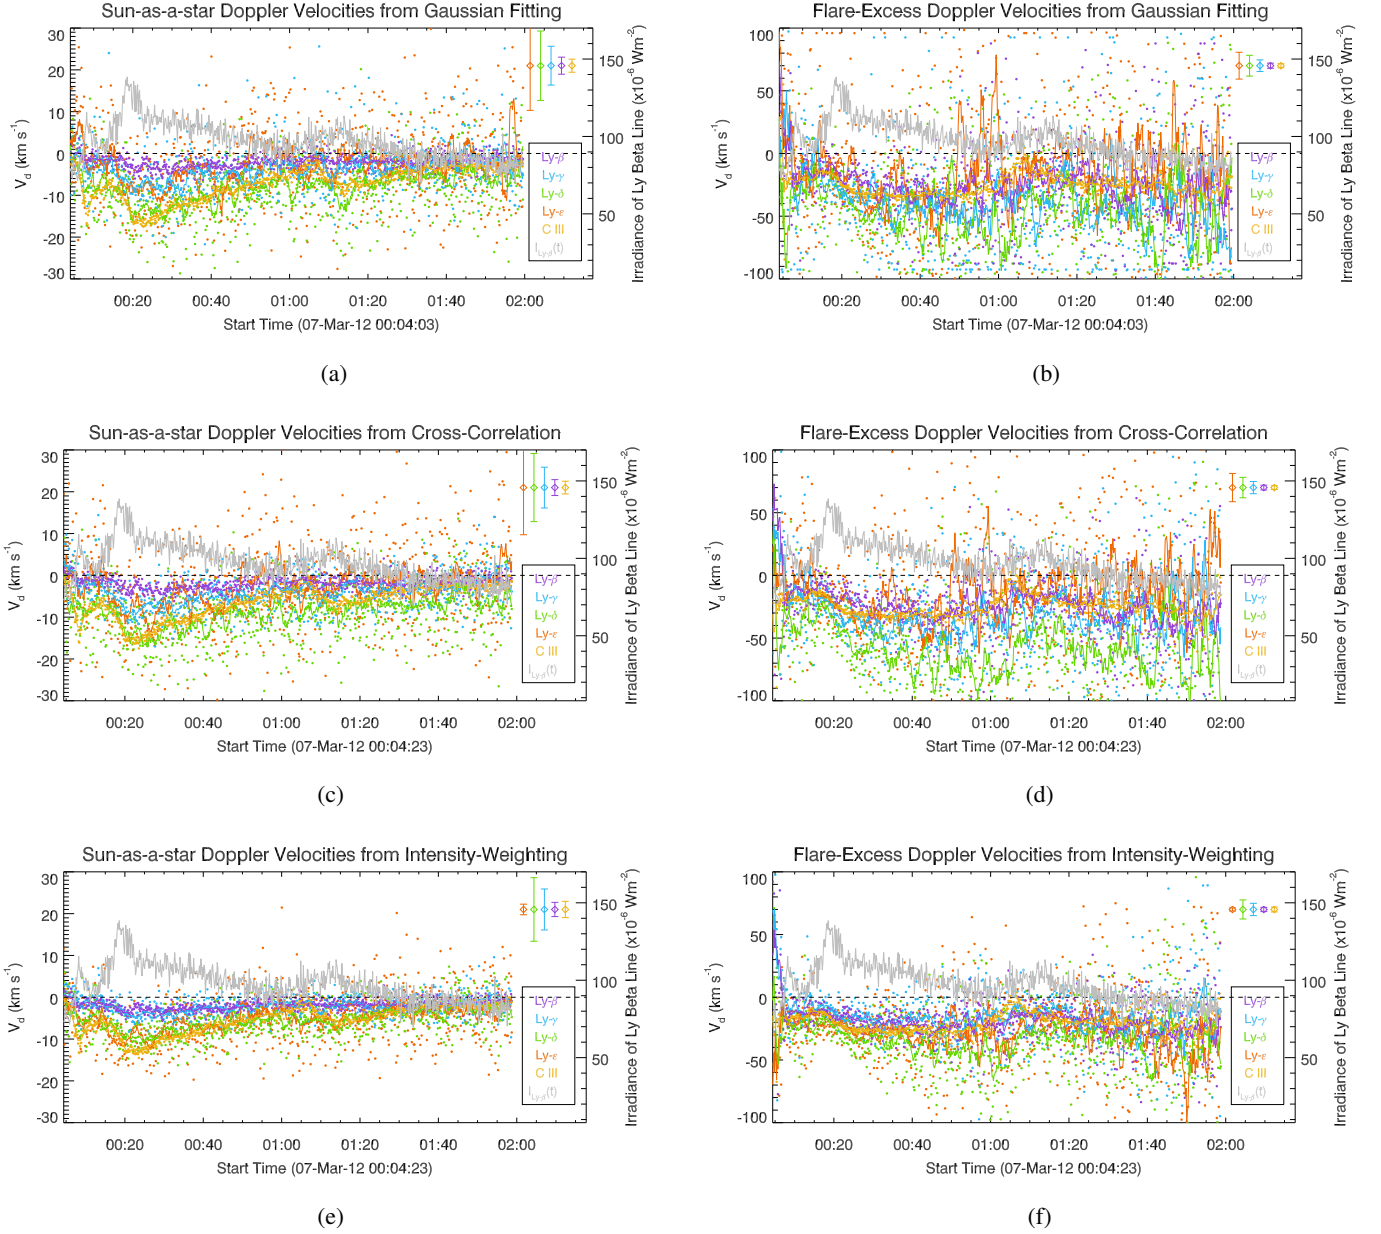 Sun-as-a-star Doppler Velocities from Gaussian Fitting
30
20
10
0
-10
-20
-30
V_d (km s^-1)
150
100
50
Irradiance of Ly Beta Line (x10^-6 Wm^-2)
Ly-β
Ly-γ
Ly-δ
Ly-ε
C III
I_Ly-β(t)
00:20 00:40 01:00 01:20 01:40 02:00
Start Time (07-Mar-12 00:04:03)
(a)
Flare-Excess Doppler Velocities from Gaussian Fitting
100
50
0
-50
-100
V_d (km s^-1)
150
100
50
Irradiance of Ly Beta Line (x10^-6 Wm^-2)
Ly-β
Ly-γ
Ly-δ
Ly-ε
C III
I_Ly-β(t)
00:20 00:40 01:00 01:20 01:40 02:00
Start Time (07-Mar-12 00:04:03)
(b)
Sun-as-a-star Doppler Velocities from Cross-Correlation
30
20
10
0
-10
-20
-30
V_d (km s^-1)
150
100
50
Irradiance of Ly Beta Line (x10^-6 Wm^-2)
Ly-β
Ly-γ
Ly-δ
Ly-ε
C III
I_Ly-β(t)
00:20 00:40 01:00 01:20 01:40 02:00
Start Time (07-Mar-12 00:04:23)
(c)
Flare-Excess Doppler Velocities from Cross-Correlation
100
50
0
-50
-100
V_d (km s^-1)
150
100
50
Irradiance of Ly Beta Line (x10^-6 Wm^-2)
Ly-β
Ly-γ
Ly-δ
Ly-ε
C III
I_Ly-β(t)
00:20 00:40 01:00 01:20 01:40 02:00
Start Time (07-Mar-12 00:04:23)
(d)
Sun-as-a-star Doppler Velocities from Intensity-Weighting
30
20
10
0
-10
-20
-30
V_d (km s^-1)
150
100
50
Irradiance of Ly Beta Line (x10^-6 Wm^-2)
Ly-β
Ly-γ
Ly-δ
Ly-ε
C III
I_Ly-β(t)
00:20 00:40 01:00 01:20 01:40 02:00
Start Time (07-Mar-12 00:04:23)
(e)
Flare-Excess Doppler Velocities from Intensity-Weighting
100
50
0
-50
-100
V_d (km s^-1)
150
100
50
Irradiance of Ly Beta Line (x10^-6 Wm^-2)
Ly-β
Ly-γ
Ly-δ
Ly-ε
C III
I_Ly-β(t)
00:20 00:40 01:00 01:20 01:40 02:00
Start Time (07-Mar-12 00:04:23)
(f)